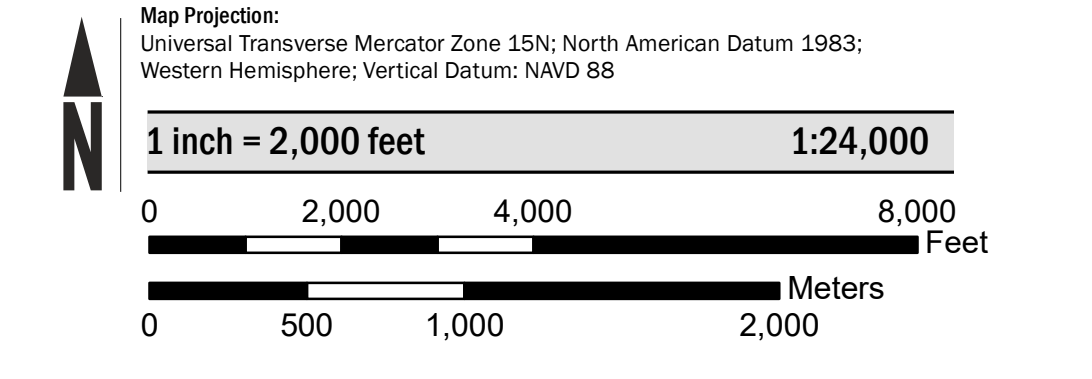 Map Projection:
Universal Transverse Mercator Zone 15N; North American Datum 1983;
Western Hemisphere; Vertical Datum: NAVD 88
N
1 inch = 2,000 feet 1:24,000
0 2,000 4,000 8,000
Feet
Meters
0 500 1,000 2,000